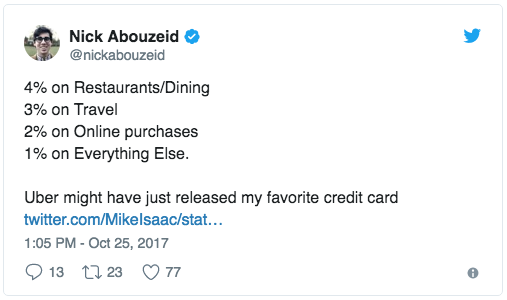 Nick Abouzeid
@nickabouzeid
4% on Restaurants/Dining
3% on Travel
2% on Online purchases
1% on Everything Else.
Uber might have just released my favorite credit card
twitter.com/MikeIsaac/stat…
1:05 PM - Oct 25, 2017
13 23 77